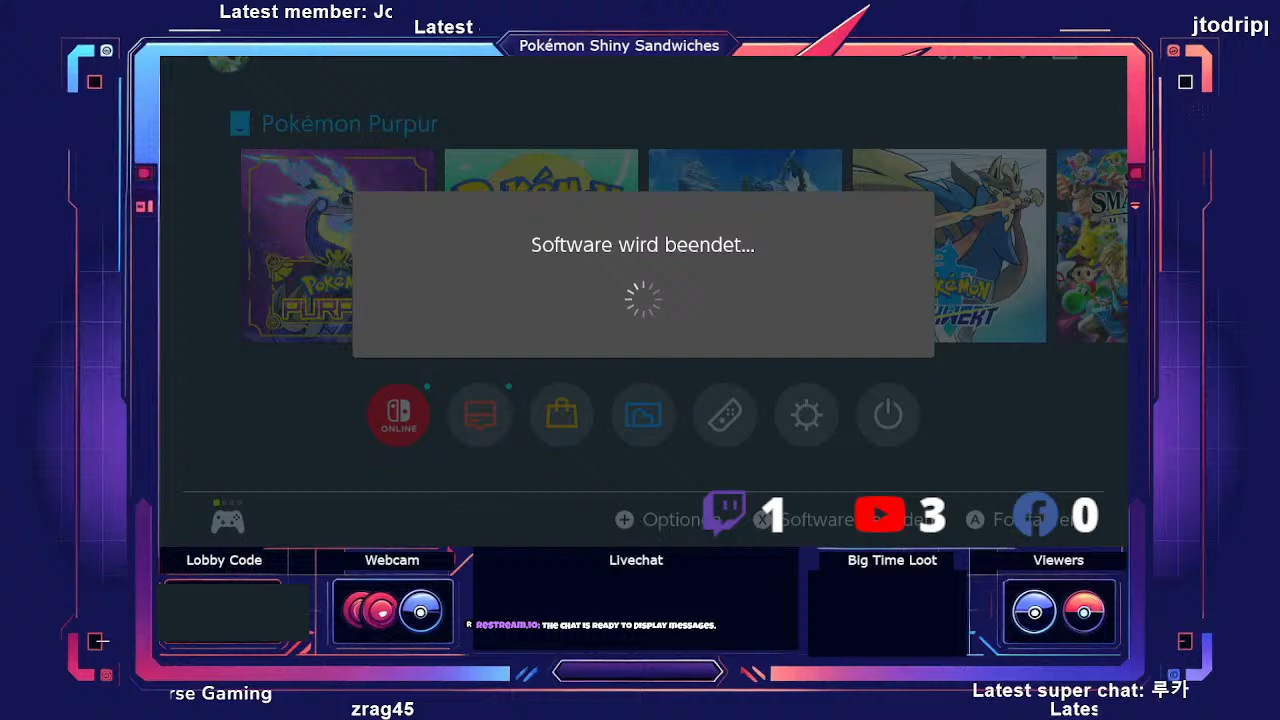 Latest member: Jc
Latest
jtodripp
Pokémon Shiny Sandwiches
Pokémon Purpur
Software wird beendet...
ONLINE
Optione
Software
1
3
0
Lobby Code
Webcam
Livechat
Big Time Loot
Viewers
RESTREAM.IO: THE CHAT IS READY TO DISPLAY MESSAGES.
rse Gaming
zrag45
Latest super chat: 루카
Lates